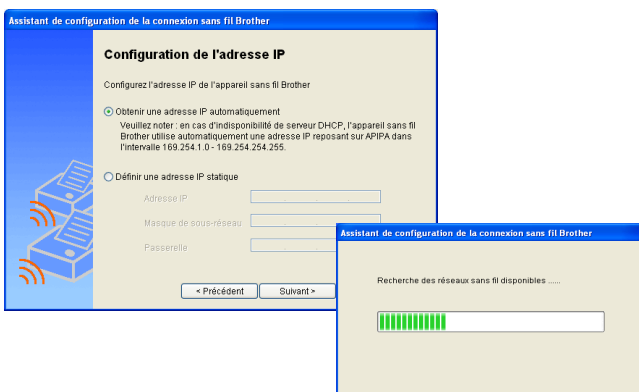 Assistant de configuration de la connexion sans fil Brother
Configuration de l'adresse IP
Configurez l'adresse IP de l'appareil sans fil Brother
Obtenir une adresse IP automatiquement
Veuillez noter : en cas d'indisponibilité de serveur DHCP, l'appareil sans fil
Brother utilise automatiquement une adresse IP reposant sur APIPA dans
l'intervalle 169.254.1.0 - 169.254.254.255.
Définir une adresse IP statique
Adresse IP
Masque de sous-réseau
Passerelle
< Précédent
Suivant >
Assistant de configuration de la connexion sans fil Brother
Recherche des réseaux sans fil disponibles ......